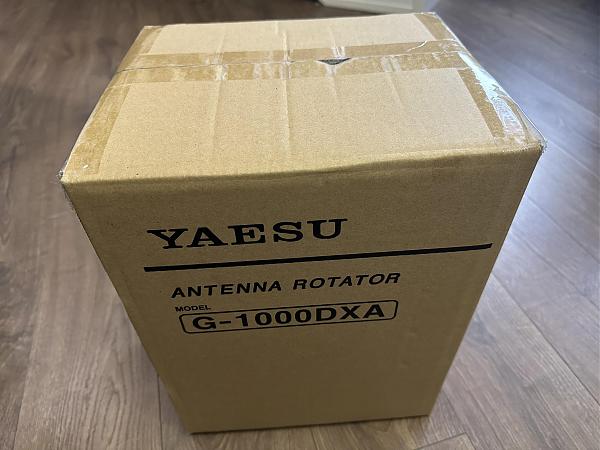 YAESU
ANTENNA ROTATOR
MODEL
G-1000DXA